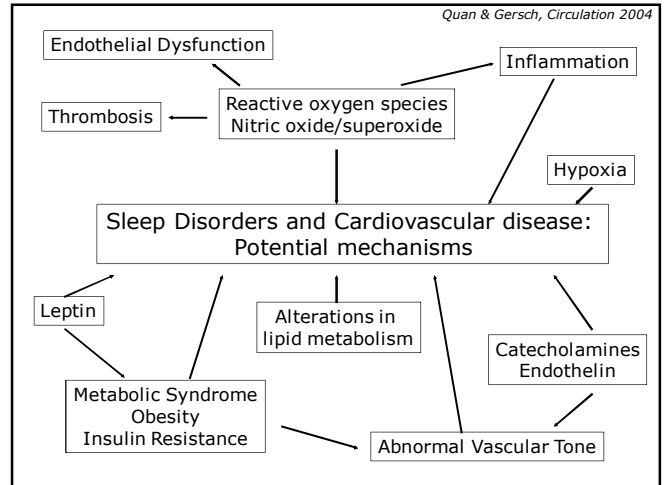 Quan & Gersch, Circulation 2004
Endothelial Dysfunction
Inflammation
Reactive oxygen species
Nitric oxide/superoxide
Thrombosis
Hypoxia
Sleep Disorders and Cardiovascular disease:
Potential mechanisms
Leptin
Alterations in
lipid metabolism
Catecholamines
Endothelin
Metabolic Syndrome
Obesity
Insulin Resistance
Abnormal Vascular Tone